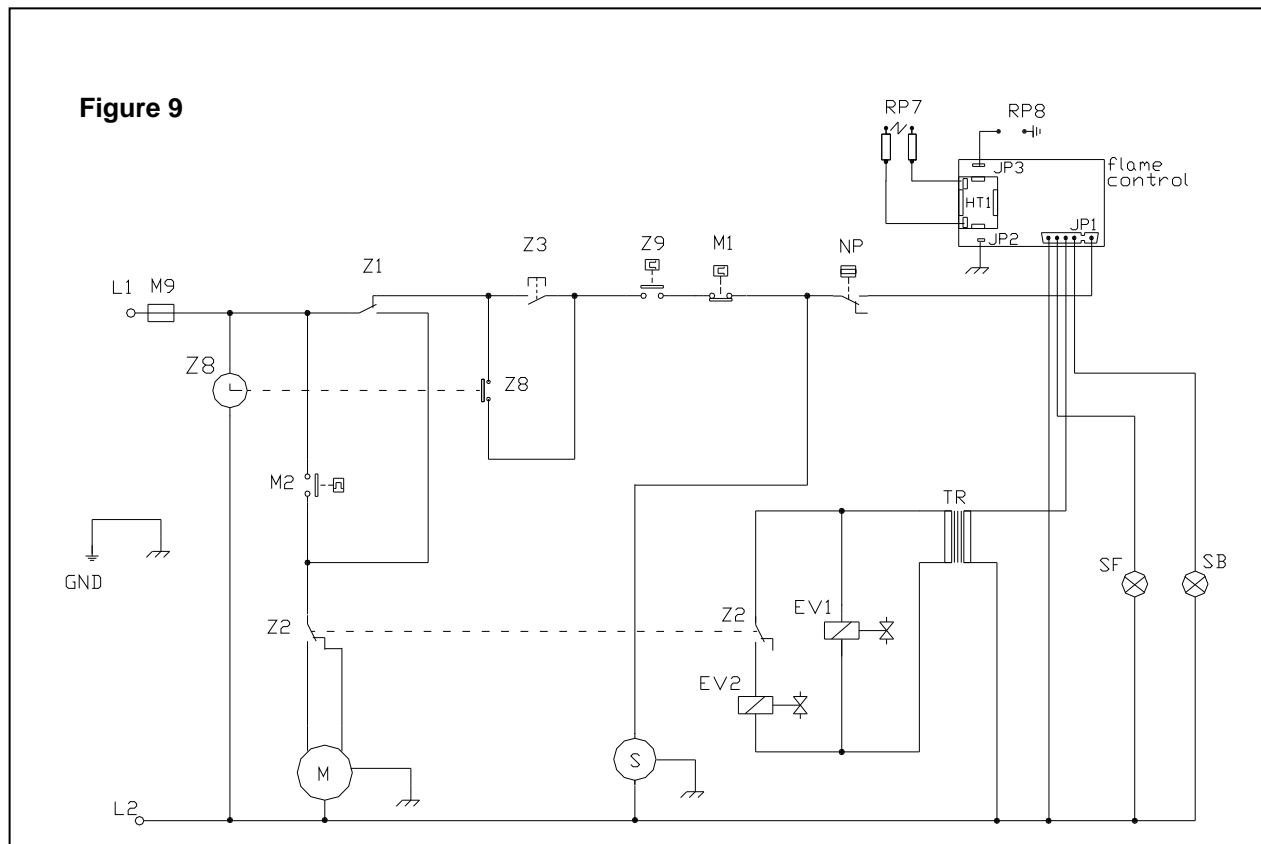 Figure 9
RP7
RP8
JP3
flame
control
HT1
JP1
JP2
Z3
Z9
M1
NP
Z1
L1
M9
Z8
Z8
M2
TR
GND
SF
SB
EV1
Z2
Z2
EV2
M
S
L2